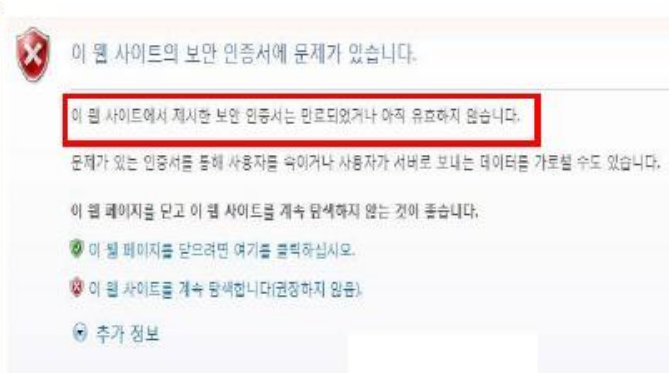 이 웹 사이트의 보안 인증서에 문제가 있습니다.
이 웹 사이트에서 제시한 보안 인증서는 만료되었거나 아직 유효하지 않습니다.
문제가 있는 인증서를 통해 사용자를 속이거나 사용자가 서버로 보내는 데이터를 가로챌 수도 있습니다.
이 웹 페이지를 닫고 이 웹 사이트를 계속 탐색하지 않는 것이 좋습니다.
이 웹 페이지를 닫으려면 여기를 클릭하십시오.
이 웹 사이트를 계속 탐색합니다(권장하지 않음).
추가 정보